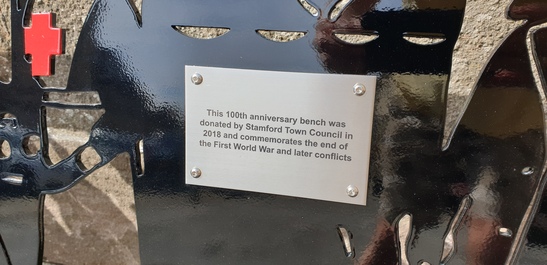 This 100th anniversary bench was
donated by Stamford Town Council in
2018 and commemorates the end of
the First World War and later conflicts